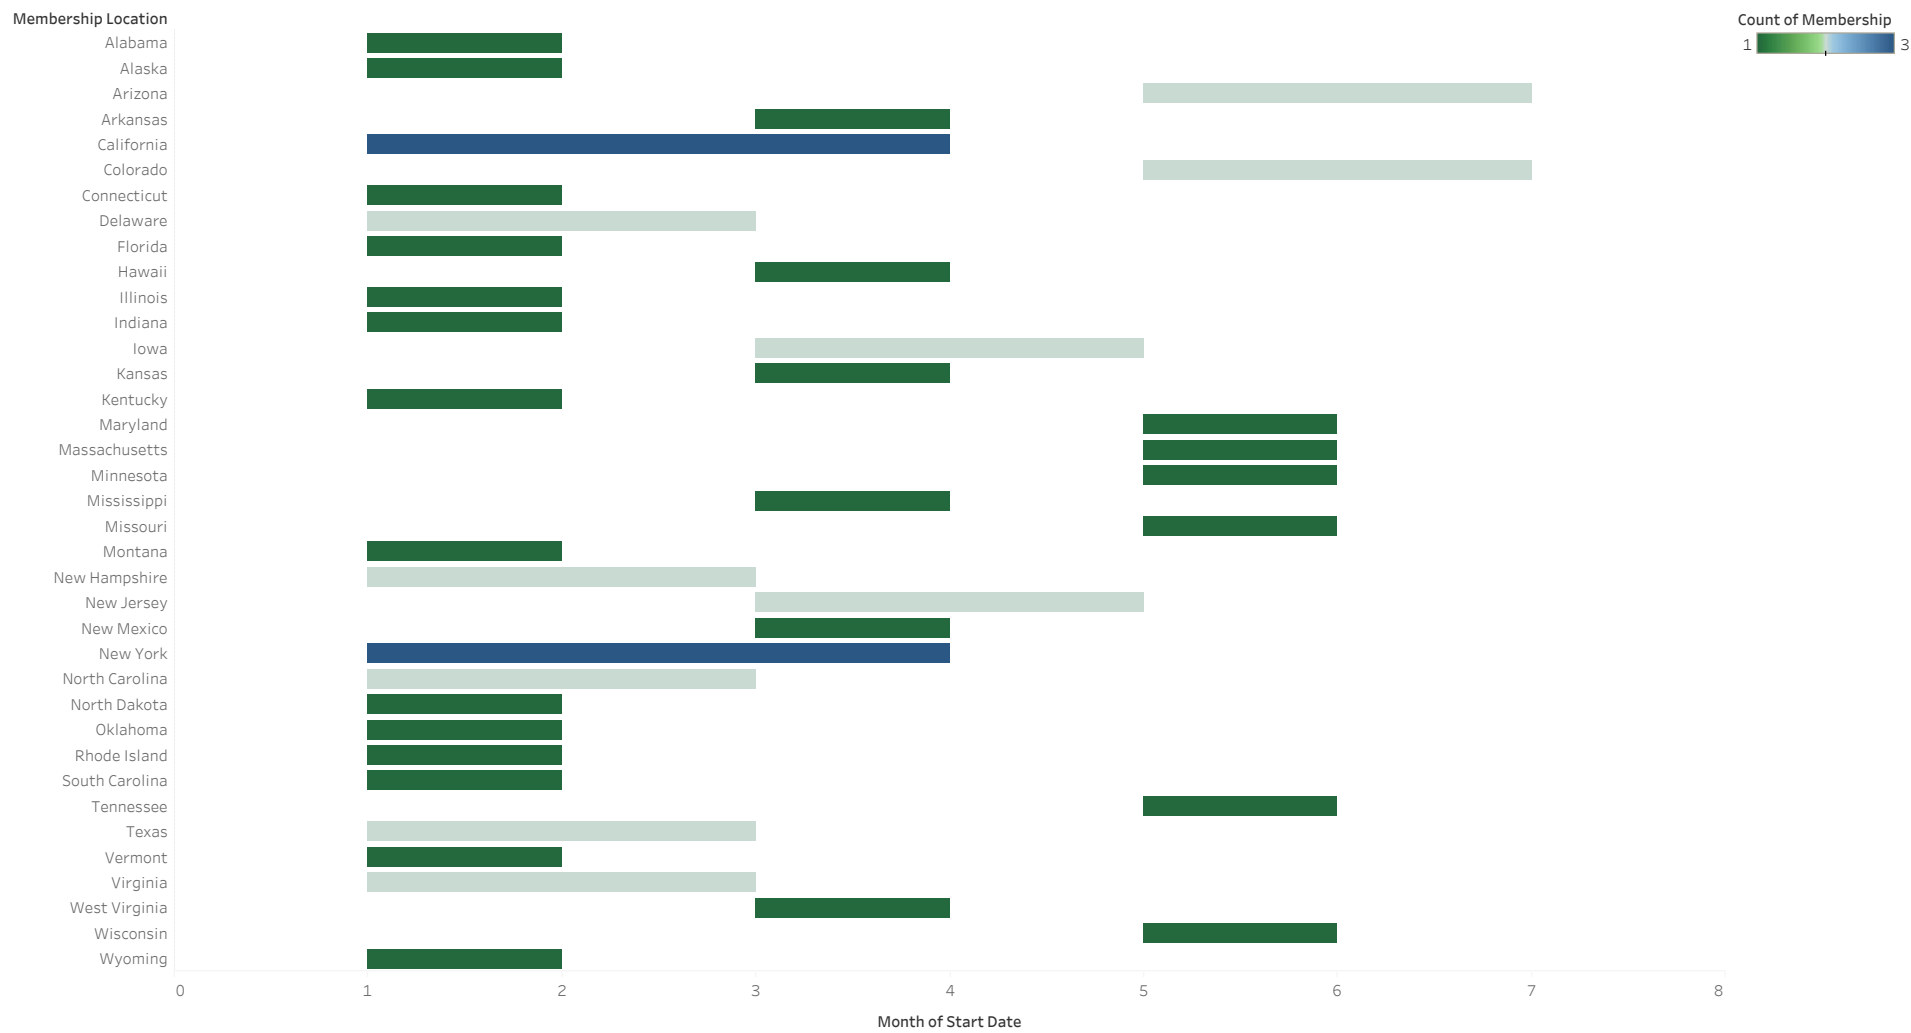 Membership Location
Count of Membership
1 3
Alabama
Alaska
Arizona
Arkansas
California
Colorado
Connecticut
Delaware
Florida
Hawaii
Illinois
Indiana
Iowa
Kansas
Kentucky
Maryland
Massachusetts
Minnesota
Mississippi
Missouri
Montana
New Hampshire
New Jersey
New Mexico
New York
North Carolina
North Dakota
Oklahoma
Rhode Island
South Carolina
Tennessee
Texas
Vermont
Virginia
West Virginia
Wisconsin
Wyoming
0 1 2 3 4 5 6 7 8
Month of Start Date